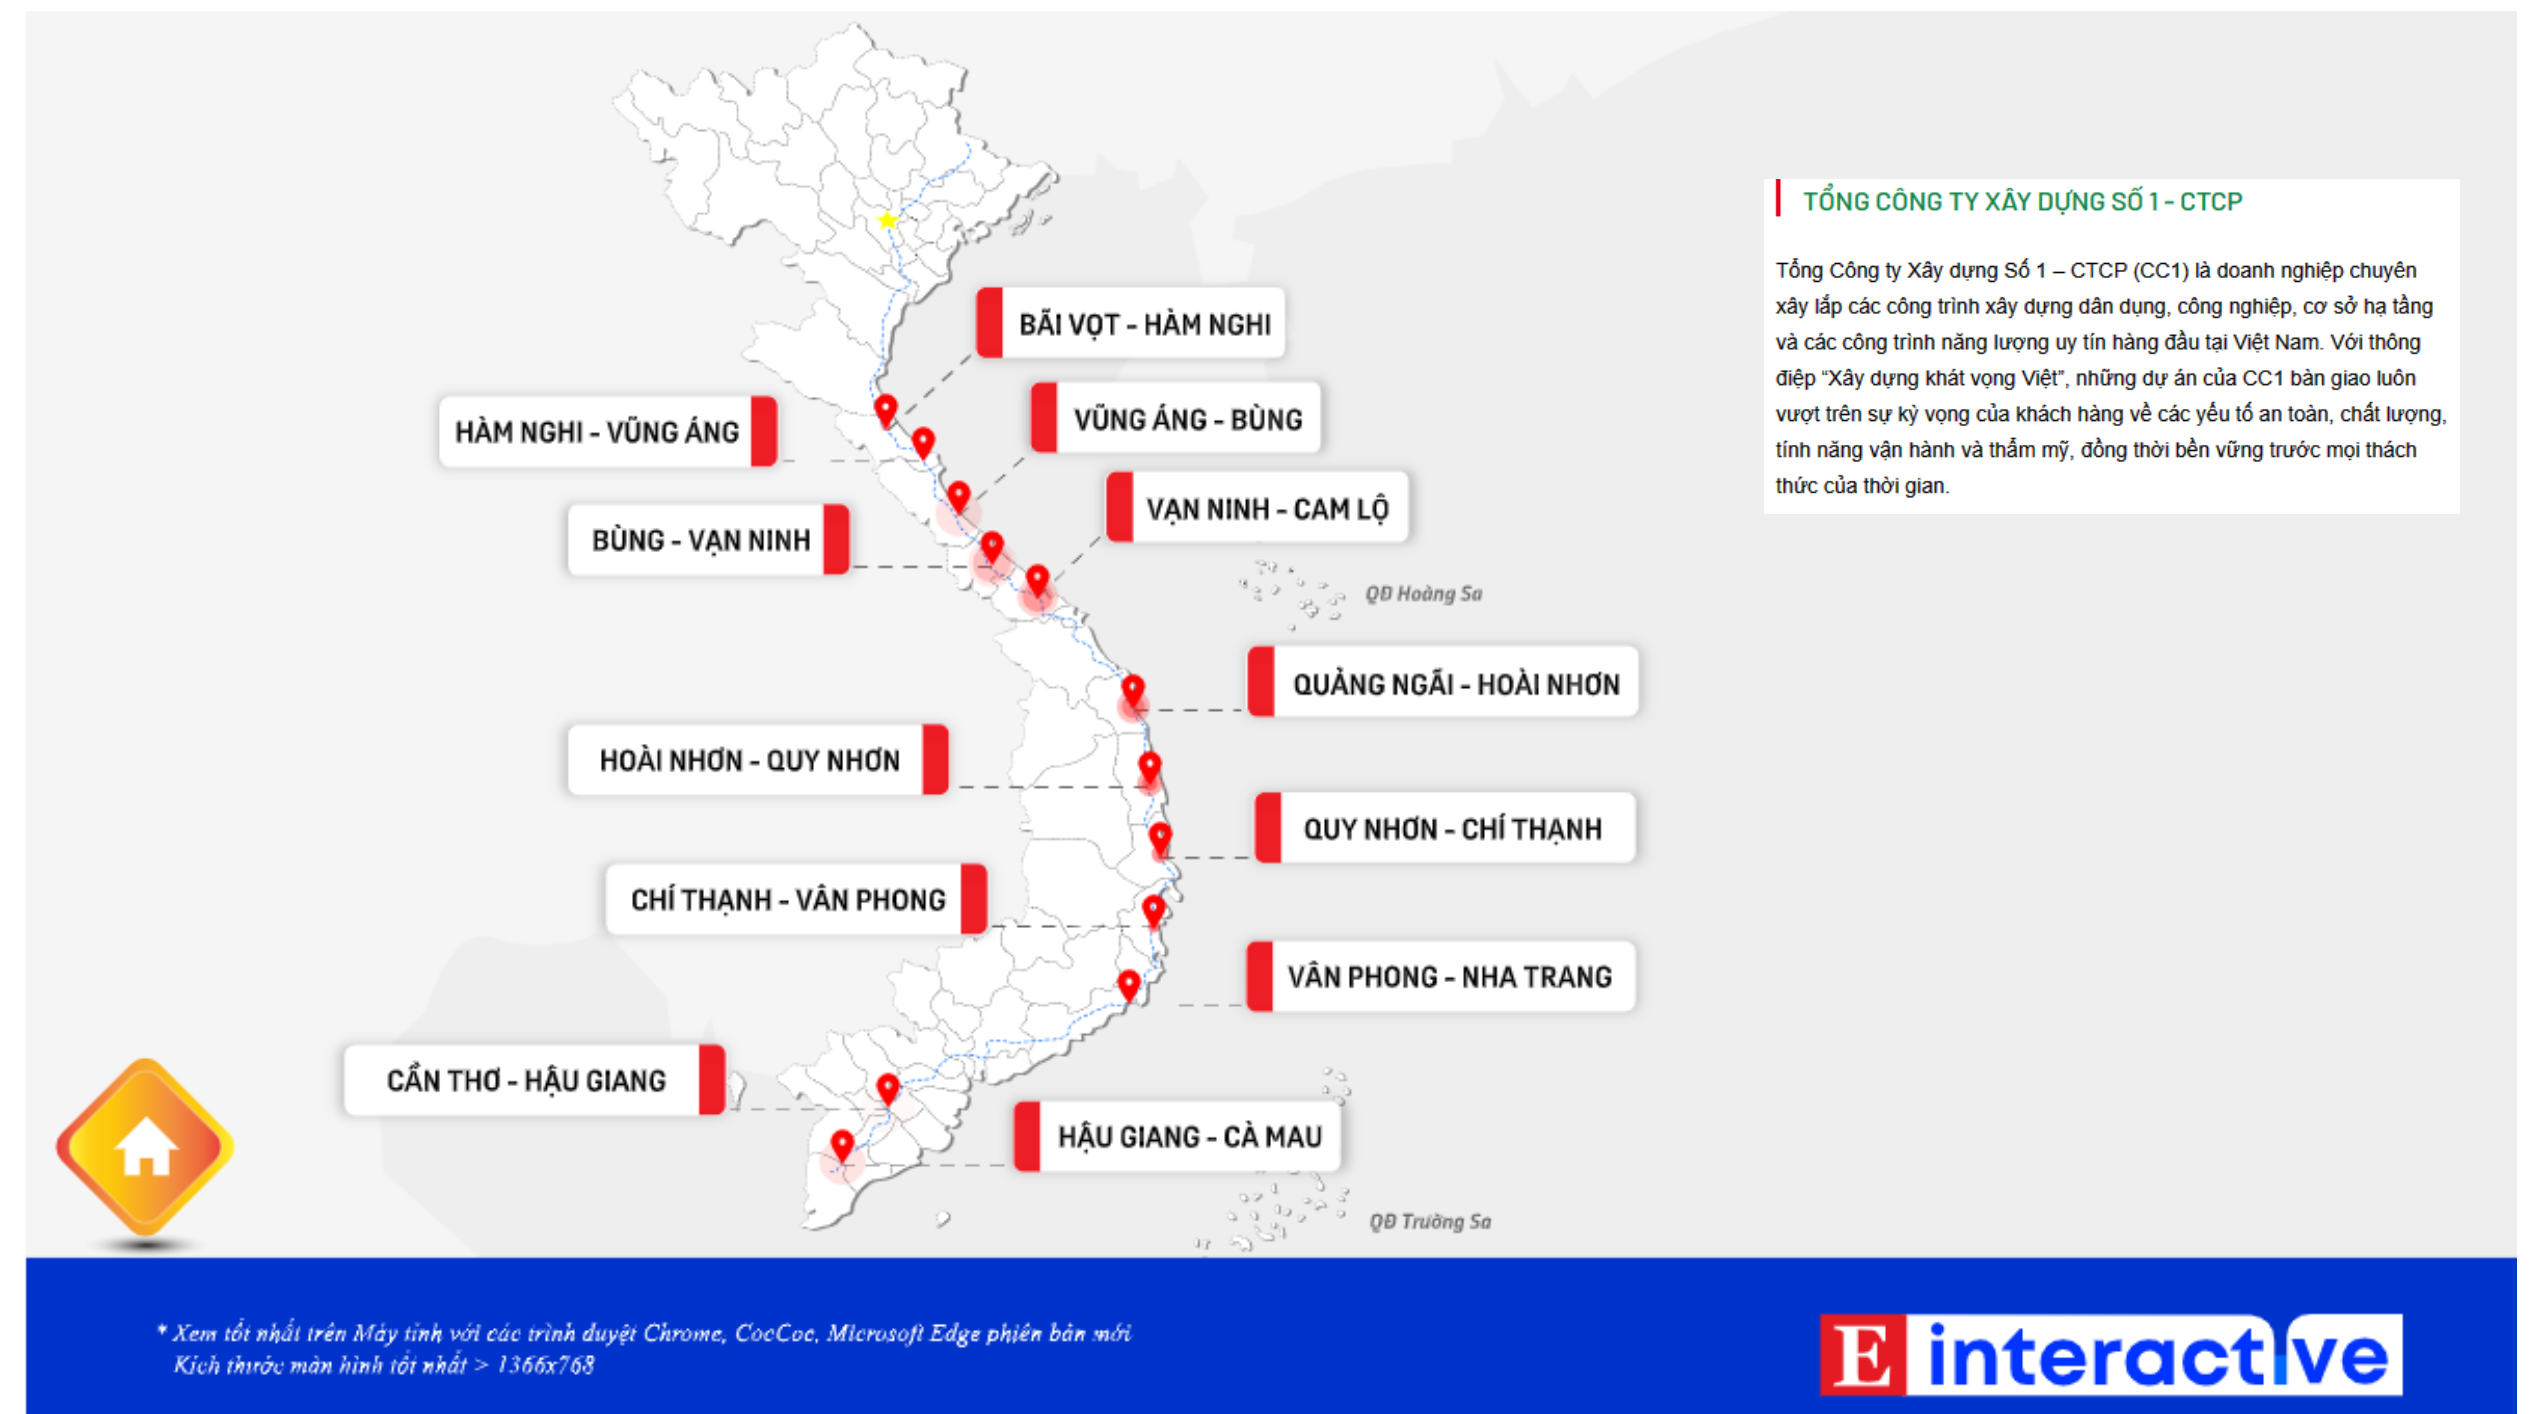 TỔNG CÔNG TY XÂY DỰNG SỐ 1 - CTCP
Tổng Công ty Xây dựng Số 1 – CTCP (CC1) là doanh nghiệp chuyên
xây lắp các công trình xây dựng dân dụng, công nghiệp, cơ sở hạ tầng
và các công trình năng lượng uy tín hàng đầu tại Việt Nam. Với thông
điệp “Xây dựng khát vọng Việt”, những dự án của CC1 bàn giao luôn
vượt trên sự kỳ vọng của khách hàng về các yếu tố an toàn, chất lượng,
tính năng vận hành và thẩm mỹ, đồng thời bền vững trước mọi thách
thức của thời gian.
BÃI VỌT - HÀM NGHI
HÀM NGHI - VŨNG ÁNG
VŨNG ÁNG - BÙNG
BÙNG - VẠN NINH
VẠN NINH - CAM LỘ
QĐ Hoàng Sa
QUẢNG NGÃI - HOÀI NHƠN
HOÀI NHƠN - QUY NHƠN
QUY NHƠN - CHÍ THẠNH
CHÍ THẠNH - VÂN PHONG
VÂN PHONG - NHA TRANG
CẦN THƠ - HẬU GIANG
HẬU GIANG - CÀ MAU
QĐ Trường Sa
* Xem tốt nhất trên Máy tính với các trình duyệt Chrome, CocCoc, Microsoft Edge phiên bản mới
Kích thước màn hình tốt nhất > 1366x768
E interactive